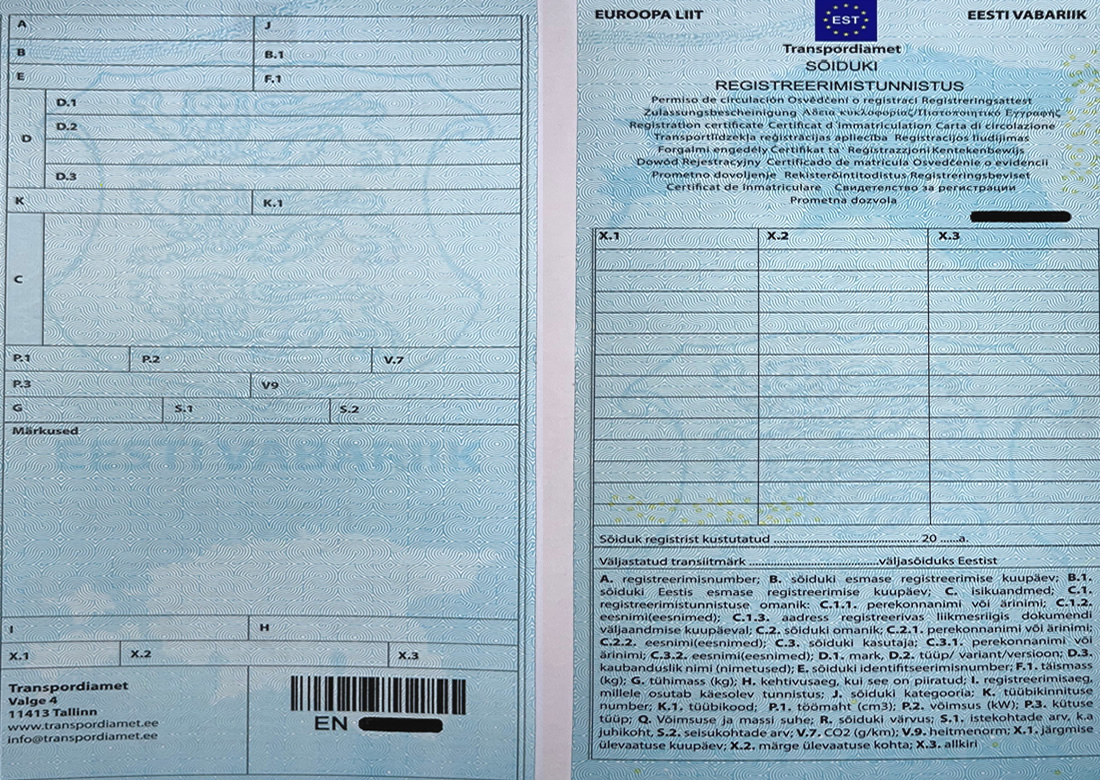 A J
B B.1
E F.1
D D.1
D.2
D.3
K K.1
C
P.1 P.2 V.7
P.3 V9
G S.1 S.2
Märkused
EESTI VABARIIK
I H
X.1 X.2 X.3
Transpordiamet
Valge 4
11413 Tallinn
www.transpordiamet.ee
info@transpordiamet.ee
EN
EUROOPA LIIT EST EESTI VABARIIK
Transpordiamet
SÕIDUKI
REGISTREERIMISTUNNISTUS
Permiso de circulación Osvědčení o registraci Registreringsattest
Zulassungsbescheinigung Άδεια κυκλοφορίας/Πιστοποιητικό Εγγραφής
Registration certificate Certificat d'immatriculation Carta di circolazione
Transportlīdzekļa reģistrācijas apliecība Registracijos liudijimas
Forgalmi engedély Ċertifikat ta' Reġistrazzjoni Kentekenbewijs
Dowód Rejestracyjny Certificado de matrícula Osvedčenie o evidencii
Prometno dovoljenje Rekisteröintitodistus Registreringsbeviset
Certificat de înmatriculare Свидетелство за регистрации
Prometna dozvola
X.1 X.2 X.3
Sõiduk registrist kustutatud ........................................ 20 .....a.
Väljastatud transiitmärk ....................................väljasõiduks Eestist
A. registreerimisnumber; B. sõiduki esmase registreerimise kuupäev; B.1.
sõiduki Eestis esmase registreerimise kuupäev; C. isikuandmed; C.1.
registreerimistunnistuse omanik: C.1.1. perekonnanimi või ärinimi; C.1.2.
eesnimi(eesnimed); C.1.3. aadress registreerivas liikmesriigis dokumendi
väljaandmise kuupäeval; C.2. sõiduki omanik; C.2.1. perekonnanimi või ärinimi;
C.2.2. eesnimi(eesnimed); C.3. sõiduki kasutaja; C.3.1. perekonnanimi või
ärinimi; C.3.2. eesnimi(eesnimed); D.1. mark, D.2. tüüp/ variant/versioon; D.3.
kaubanduslik nimi (nimetused); E. sõiduki identifitseerimisnumber; F.1. täismass
(kg); G. tühimass (kg); H. kehtivusaeg, kui see on piiratud; I. registreerimisaeg,
millele osutab käesolev tunnistus; J. sõiduki kategooria; K. tüübikinnituse
number; K.1. tüübikood; P.1. töömaht (cm3); P.2. võimsus (kW); P.3. kütuse
tüüp; Q. Võimsuse ja massi suhe; R. sõiduki värvus; S.1. istekohtade arv, k.a
juhikoht, S.2. seisukohtade arv; V.7. CO2 (g/km); V.9. heitmenorm; X.1. järgmise
ülevaatuse kuupäev; X.2. märge ülevaatuse kohta; X.3. allkiri